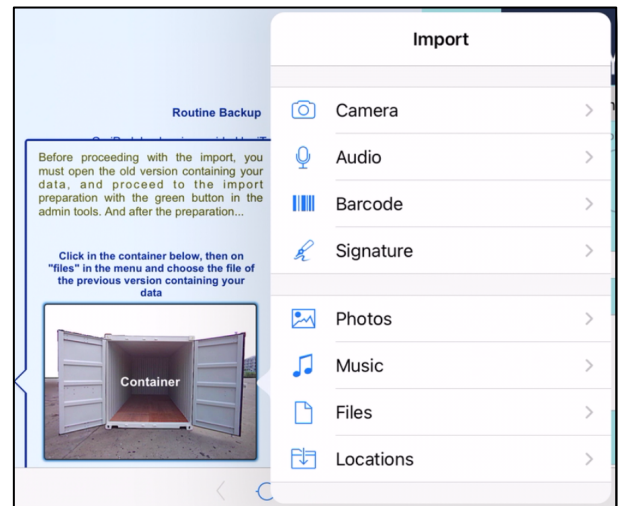 Import
Camera
Audio
Barcode
Signature
Photos
Music
Files
Locations
Routine Backup
Before proceeding with the import, you
must open the old version containing your
data, and proceed to the import
preparation with the green button in the
admin tools. And after the preparation...
Click in the container below, then on
"files" in the menu and choose the file of
the previous version containing your
data
Container